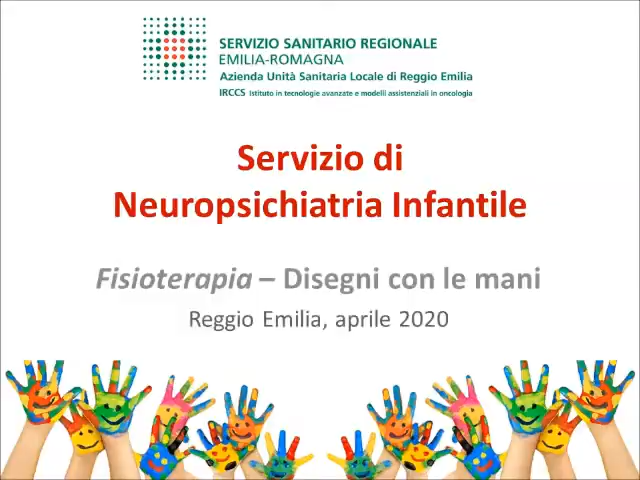 SERVIZIO SANITARIO REGIONALE
EMILIA-ROMAGNA
Azienda Unità Sanitaria Locale di Reggio Emilia
IRCCS Istituto in tecnologie avanzate e modelli assistenziali in oncologia
Servizio di
Neuropsichiatria Infantile
Fisioterapia – Disegni con le mani
Reggio Emilia, aprile 2020